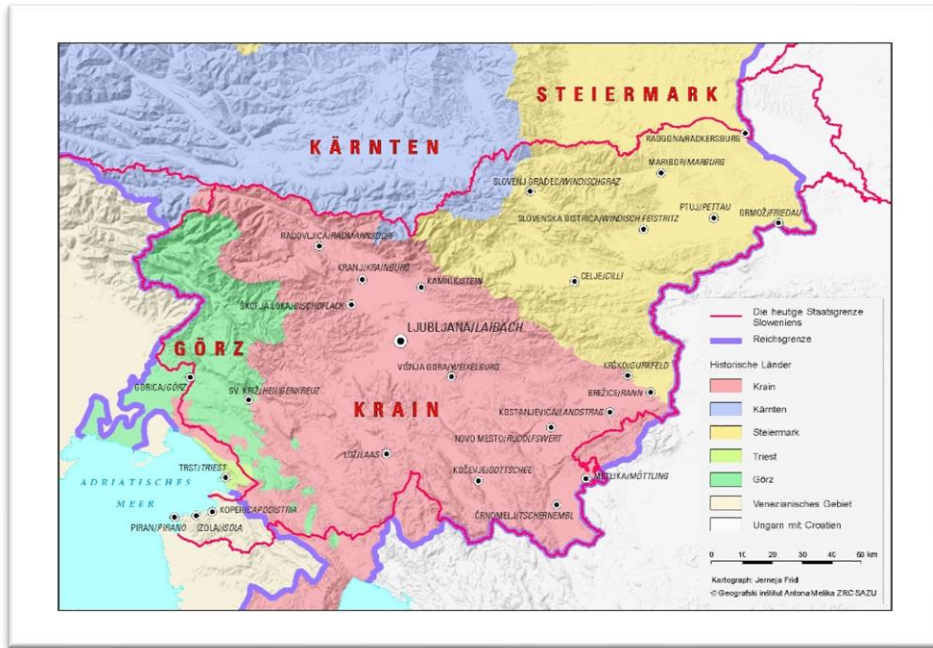 STEIERMARK
KÄRNTEN
RADGONA/RADKERSBURG
MARIBOR/MARBURG
SLOVENJ GRADEC/WINDISCHGRAZ
PTUJ/PETTAU
SLOVENSKA BISTRICA/WINDISCH FEISTRITZ
ORMOŽ/FRIEDAU
RADOVLJICA/RADMANNSDORF
KRANJ/KRAINBURG
KAMNIK/STEIN
CELJE/CILLI
ŠKOFJA LOKA/BISCHOFLACK
LJUBLJANA/LAIBACH
GÖRZ
VIŠNJA GORA/WEIXELBURG
KRŠKO/GURKFELD
GORICA/GÖRZ
SV. KRIŽ/HEILIGENKREUZ
BREŽICE/RANN
KRAIN
KOSTANJEVICA/LANDSTRAG
NOVO MESTO/RUDOLFSWERT
LOŽ/LAAS
TRST/TRIEST
KOČEVJE/GOTTSCHEE
METLIKA/MÖTTLING
ADRIATISCHES
MEER
KOPER/CAPODISTRIA
ČRNOMELJ/TSCHERNEMBL
PIRAN/PIRANO
IZOLA/ISOLA
Die heutige Staatsgrenze
Sloweniens
Reichsgrenze
Historische Länder
Krain
Kärnten
Steiermark
Triest
Görz
Venezianisches Gebiet
Ungarn mit Croatien
0 10 20 30 40 50 km
Kartograph: Jerneja Fridl
© Geografski inštitut Antona Melika ZRC SAZU